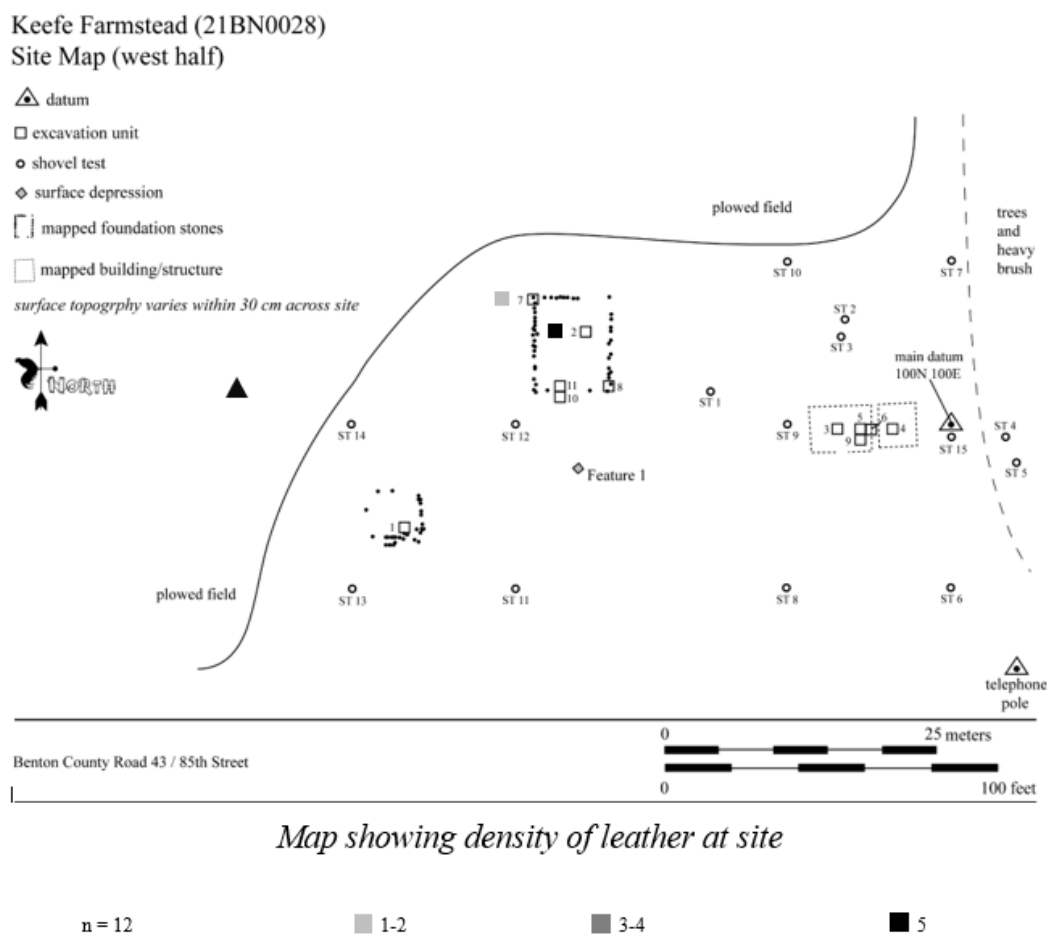 Keefe Farmstead (21BN0028)
Site Map (west half)
datum
excavation unit
shovel test
surface depression
mapped foundation stones
mapped building/structure
surface topogrphy varies within 30 cm across site
NORTH
plowed field
trees
and
heavy
brush
ST 10
ST 7
7
2
ST 2
ST 3
main datum
100N 100E
11
8
10
ST 1
ST 14
ST 12
ST 9
3
5
6
4
9
ST 15
ST 4
ST 5
Feature 1
1
plowed field
ST 13
ST 11
ST 8
ST 6
telephone
pole
0
25 meters
Benton County Road 43 / 85th Street
0
100 feet
Map showing density of leather at site
n = 12
1-2
3-4
5